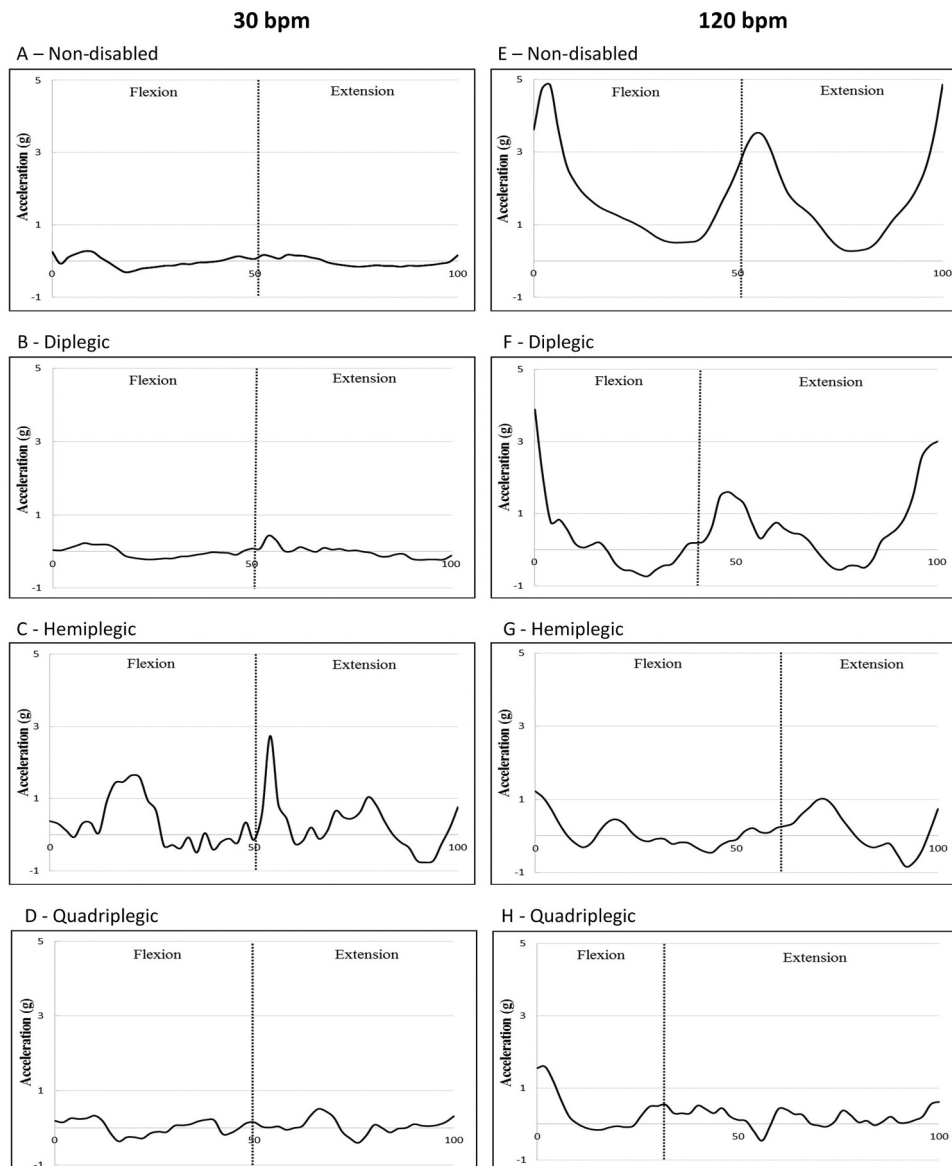 30 bpm
120 bpm
A – Non-disabled
E – Non-disabled
5
Flexion
Extension
3
Acceleration (g)
1
0
50
100
-1
5
Flexion
Extension
3
Acceleration (g)
1
0
50
100
-1
B - Diplegic
F - Diplegic
5
Flexion
Extension
3
Acceleration (g)
1
0
50
100
-1
5
Flexion
Extension
3
Acceleration (g)
1
0
50
100
-1
C - Hemiplegic
G - Hemiplegic
5
Flexion
Extension
3
Acceleration (g)
1
0
50
100
-1
5
Flexion
Extension
3
Acceleration (g)
1
0
50
100
-1
D - Quadriplegic
H - Quadriplegic
5
Flexion
Extension
3
Acceleration (g)
1
0
50
100
-1
5
Flexion
Extension
3
Acceleration (g)
1
0
50
100
-1